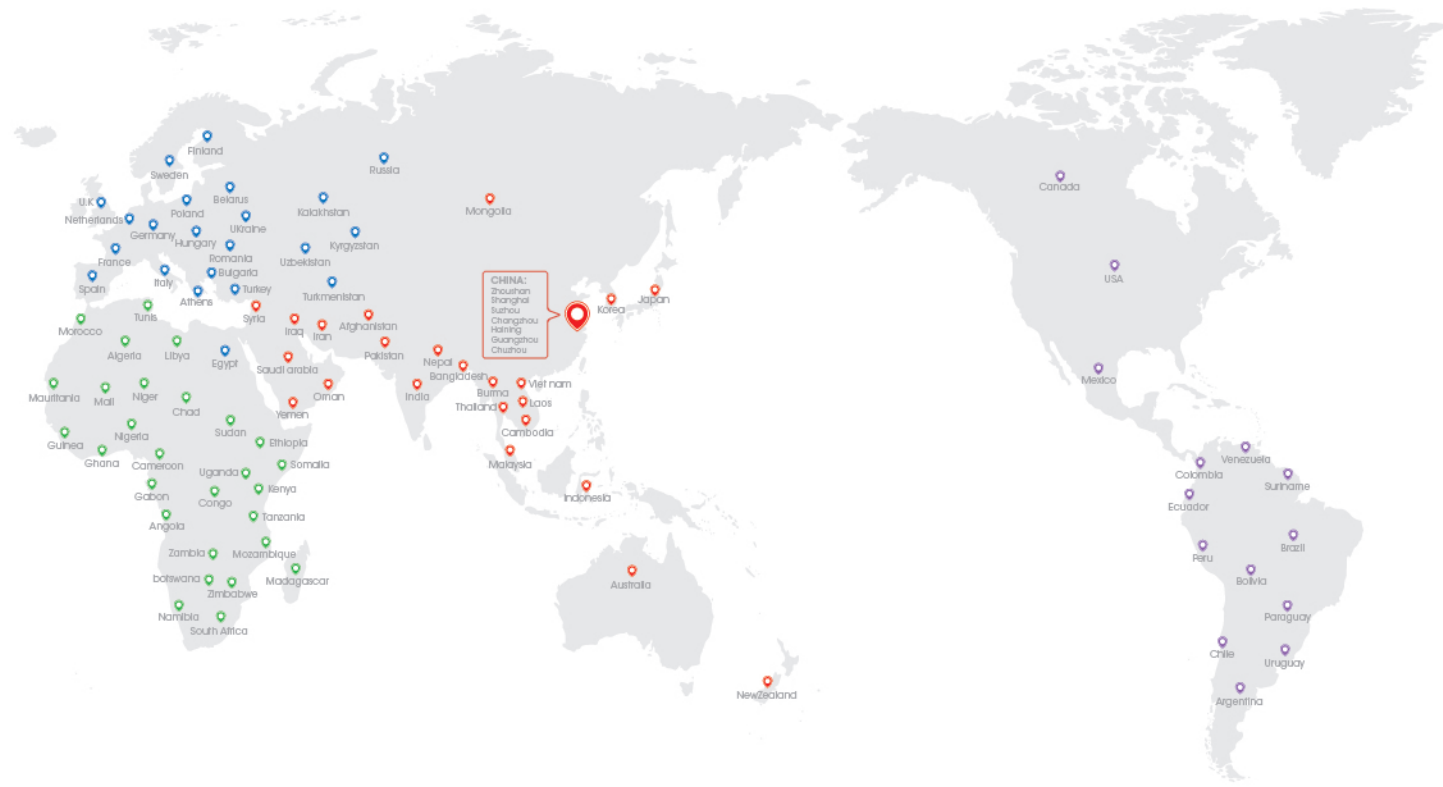 Finland
Russia
Sweden
Canada
U.K
Belarus
Poland
Kalakhstan
Mongolia
Netherlands
Germany
Ukraine
Hungary
Kyrgyzstan
France
Romania
Uzbekistan
Spain
Italy
Bulgaria
USA
Athens
Turkey
Turkmenistan
CHINA:
Zhoushan
Shanghai
Suzhou
Changzhou
Haining
Guangzhou
Chuzhou
Korea
Japan
Morocco
Tunis
Syria
Iraq
Iran
Afghanistan
Algeria
Libya
Egypt
Saudi arabia
Pakistan
Nepal
Bangladesh
Mexico
Mauritania
Mali
Niger
Chad
Yemen
Oman
India
Burma
Viet nam
Thailand
Laos
Guinea
Nigeria
Sudan
Ethiopia
Cambodia
Ghana
Cameroon
Uganda
Somalia
Malaysia
Venezuela
Colombia
Suriname
Gabon
Congo
Kenya
Indonesia
Ecuador
Angola
Tanzania
Zambia
Mozambique
Peru
Brazil
botswana
Zimbabwe
Madagascar
Australia
Bolivia
Namibia
South Africa
Paraguay
Chile
Uruguay
NewZealand
Argentina